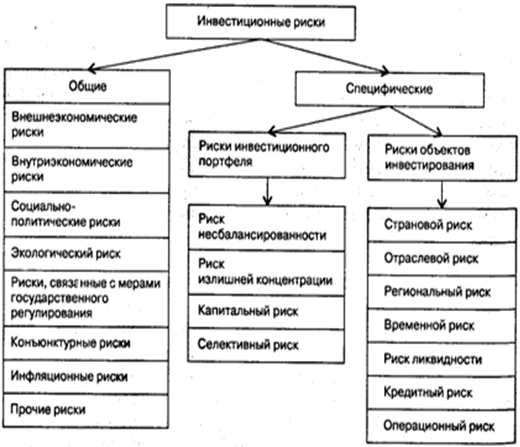 Инвестиционные риски
Общие
Внешнеэкономические
риски
Внутриэкономические
риски
Социально-
политические риски
Экологический риск
Риски, связанные с мерами
государственного
регулирования
Конъюнктурные риски
Инфляционные риски
Прочие риски
Специфические
Риски инвестиционного
портфеля
Риск
несбалансированности
Риск
излишней концентрации
Капитальный риск
Селективный риск
Риски объектов
инвестирования
Страновой риск
Отраслевой риск
Региональный риск
Временной риск
Риск ликвидности
Кредитный риск
Операционный риск